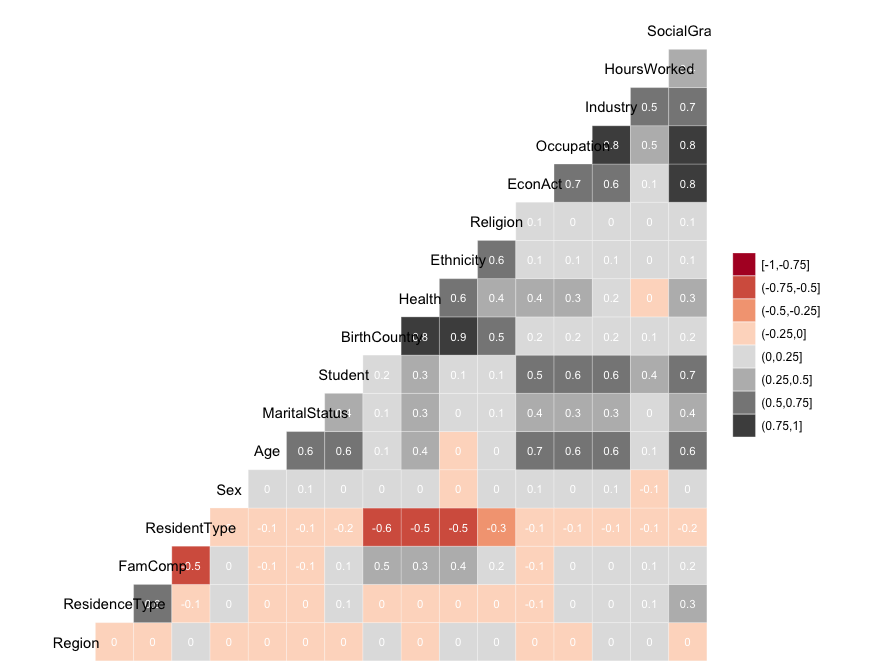 SocialGra
HoursWorked
Industry 0.5 0.7
Occupation 0.8 0.5 0.8
EconAct 0.7 0.6 0.1 0.8
Religion 0.1 0 0 0 0.1
Ethnicity 0.6 0.1 0.1 0.1 0 0.1
Health 0.6 0.4 0.4 0.3 0.2 0 0.3
BirthCountry 0.8 0.9 0.5 0.2 0.2 0.2 0.1 0.2
Student 0.2 0.3 0.1 0.1 0.5 0.6 0.6 0.4 0.7
MaritalStatus 0.1 0.3 0 0.1 0.4 0.3 0.3 0 0.4
Age 0.6 0.6 0.1 0.4 0 0 0.7 0.6 0.6 0.1 0.6
Sex 0 0.1 0 0 0 0 0 0.1 0 0 -0.1 0
ResidentType -0.1 -0.1 -0.2 -0.6 -0.5 -0.5 -0.3 -0.1 -0.1 -0.1 -0.1 -0.2
FamComp 0.5 0 -0.1 -0.1 0.1 0.5 0.3 0.4 0.2 -0.1 0 0 0.1 0.2
ResidenceType -0.1 0 0 0 0.1 0 0 0 0 -0.1 0 0 0.1 0.3
Region 0 0 0 0 0 0 0 0 0 0 0 0 0 0 0 0
[-1,-0.75]
(-0.75,-0.5]
(-0.5,-0.25]
(-0.25,0]
(0,0.25]
(0.25,0.5]
(0.5,0.75]
(0.75,1]